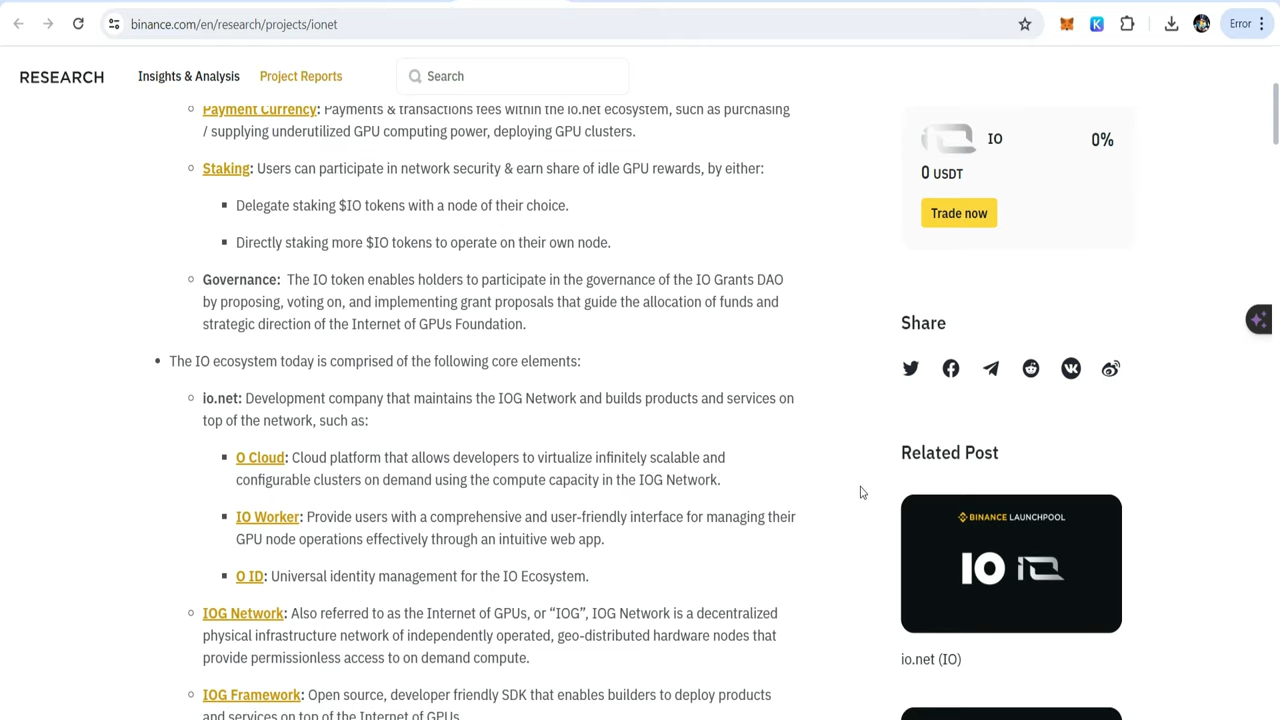 binance.com/en/research/projects/ionet
Error
RESEARCH
Insights & Analysis
Project Reports
Search
Payment Currency: Payments & transactions fees within the io.net ecosystem, such as purchasing
/ supplying underutilized GPU computing power, deploying GPU clusters.
Staking: Users can participate in network security & earn share of idle GPU rewards, by either:
Delegate staking $IO tokens with a node of their choice.
Directly staking more $IO tokens to operate on their own node.
Governance: The IO token enables holders to participate in the governance of the IO Grants DAO
by proposing, voting on, and implementing grant proposals that guide the allocation of funds and
strategic direction of the Internet of GPUs Foundation.
The IO ecosystem today is comprised of the following core elements:
io.net: Development company that maintains the IOG Network and builds products and services on
top of the network, such as:
O Cloud: Cloud platform that allows developers to virtualize infinitely scalable and
configurable clusters on demand using the compute capacity in the IOG Network.
IO Worker: Provide users with a comprehensive and user-friendly interface for managing their
GPU node operations effectively through an intuitive web app.
O ID: Universal identity management for the IO Ecosystem.
IOG Network: Also referred to as the Internet of GPUs, or “IOG”, IOG Network is a decentralized
physical infrastructure network of independently operated, geo-distributed hardware nodes that
provide permissionless access to on demand compute.
IOG Framework: Open source, developer friendly SDK that enables builders to deploy products
and services on top of the Internet of GPUs.
IO
0%
0 USDT
Trade now
Share
Related Post
BINANCE LAUNCHPOOL
IO
io.net (IO)